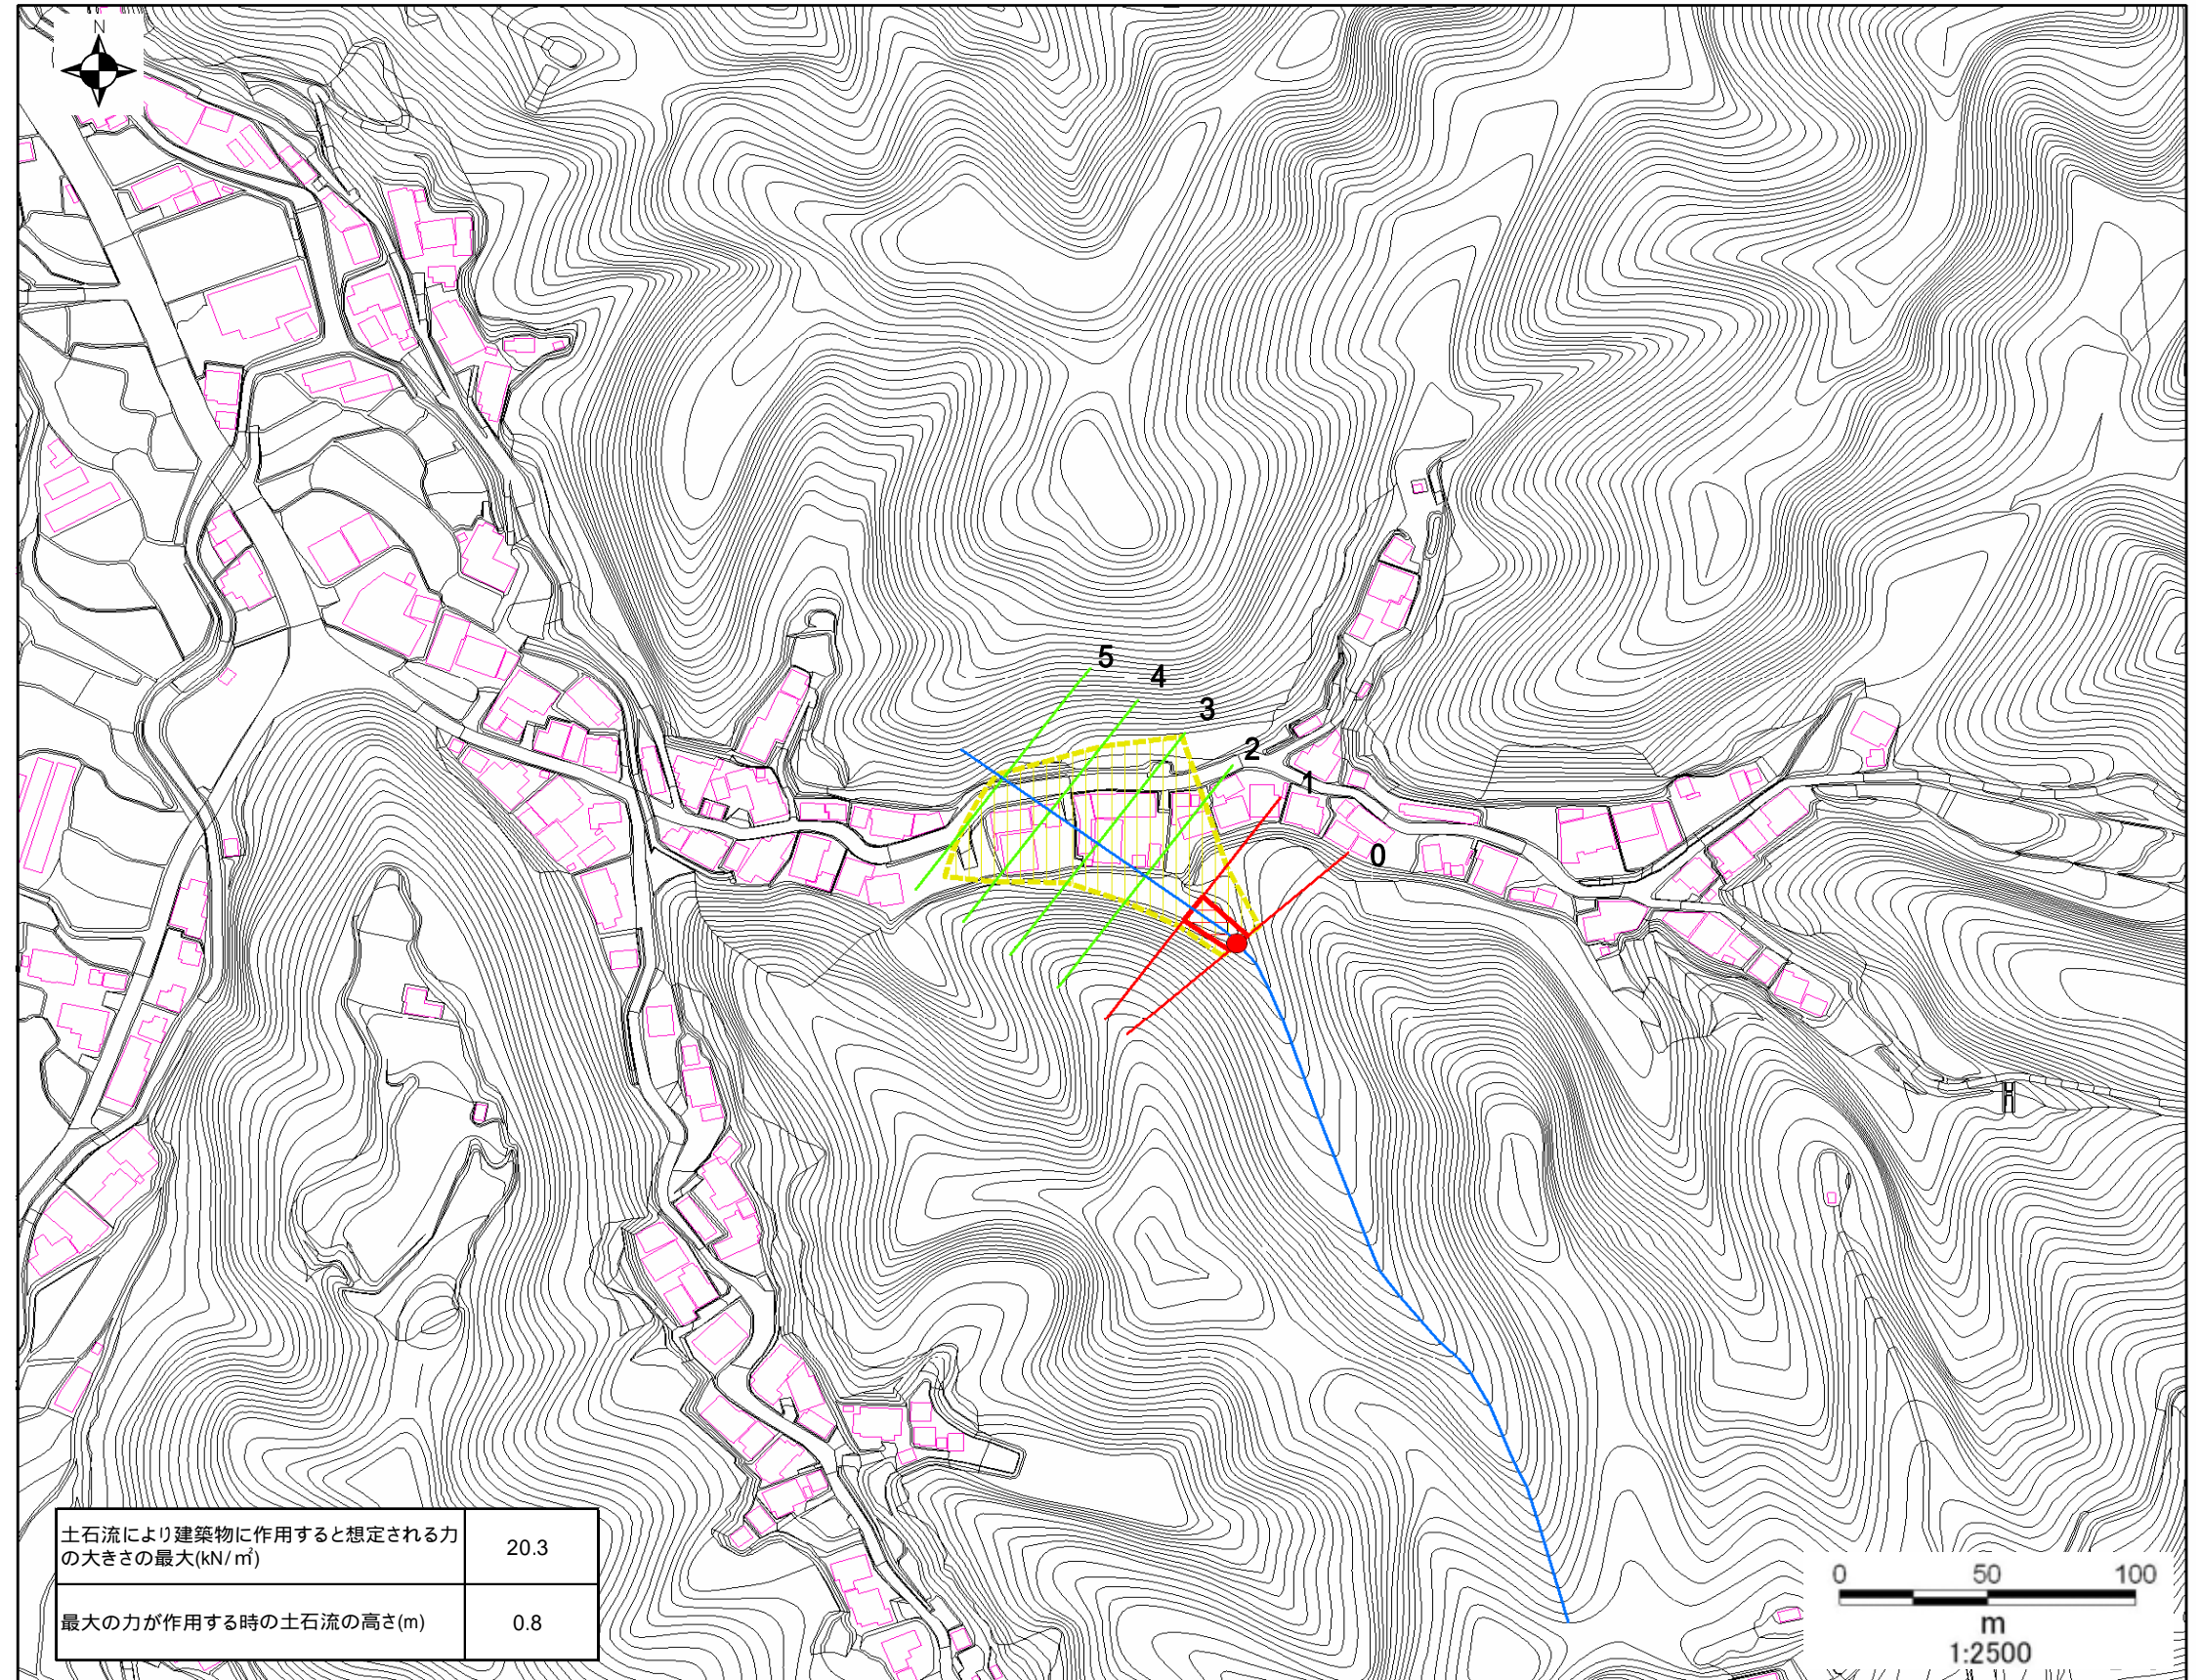 N
5
4
3
2
1
0
土石流により建築物に作用すると想定される力
の大きさの最大(kN/㎡)
20.3
最大の力が作用する時の土石流の高さ(m)
0.8
0 50 100
m
1:2500